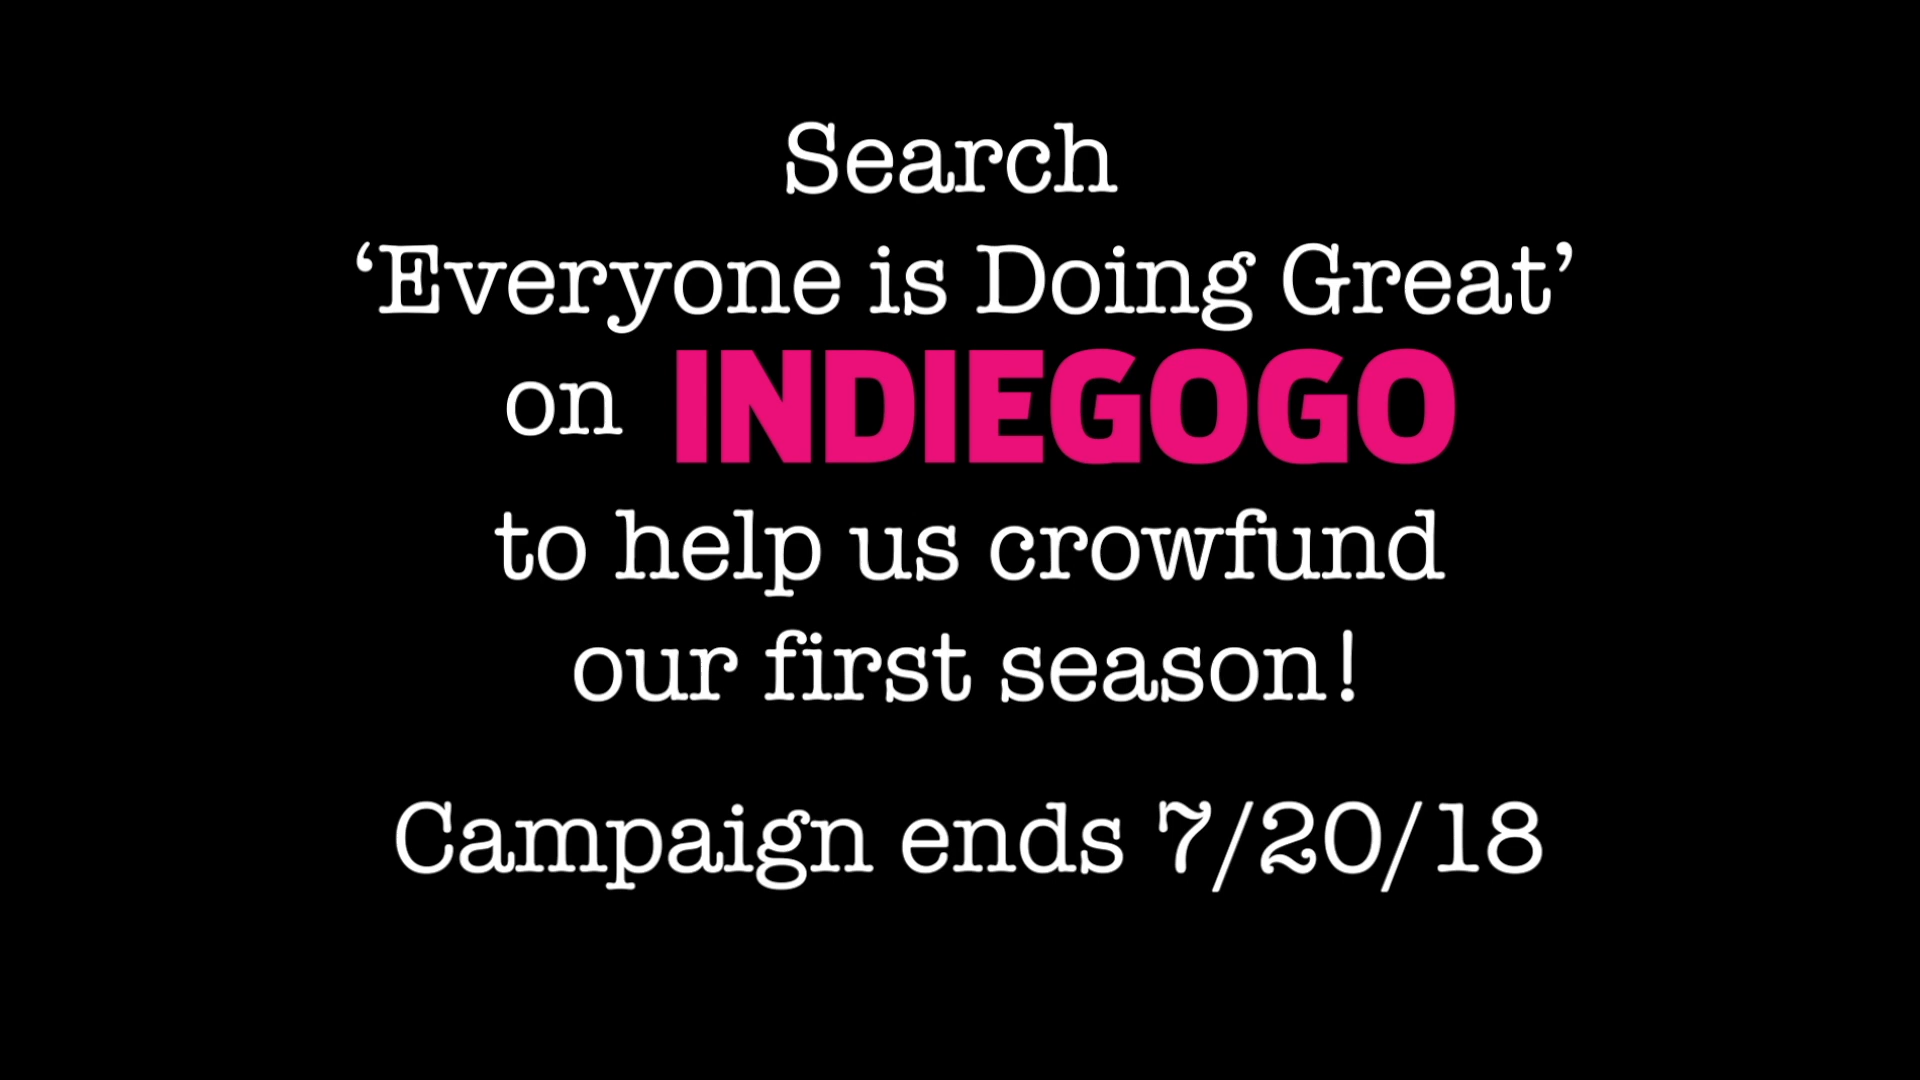 Search
‘Everyone is Doing Great’
on INDIEGOGO
to help us crowfund
our first season!
Campaign ends 7/20/18